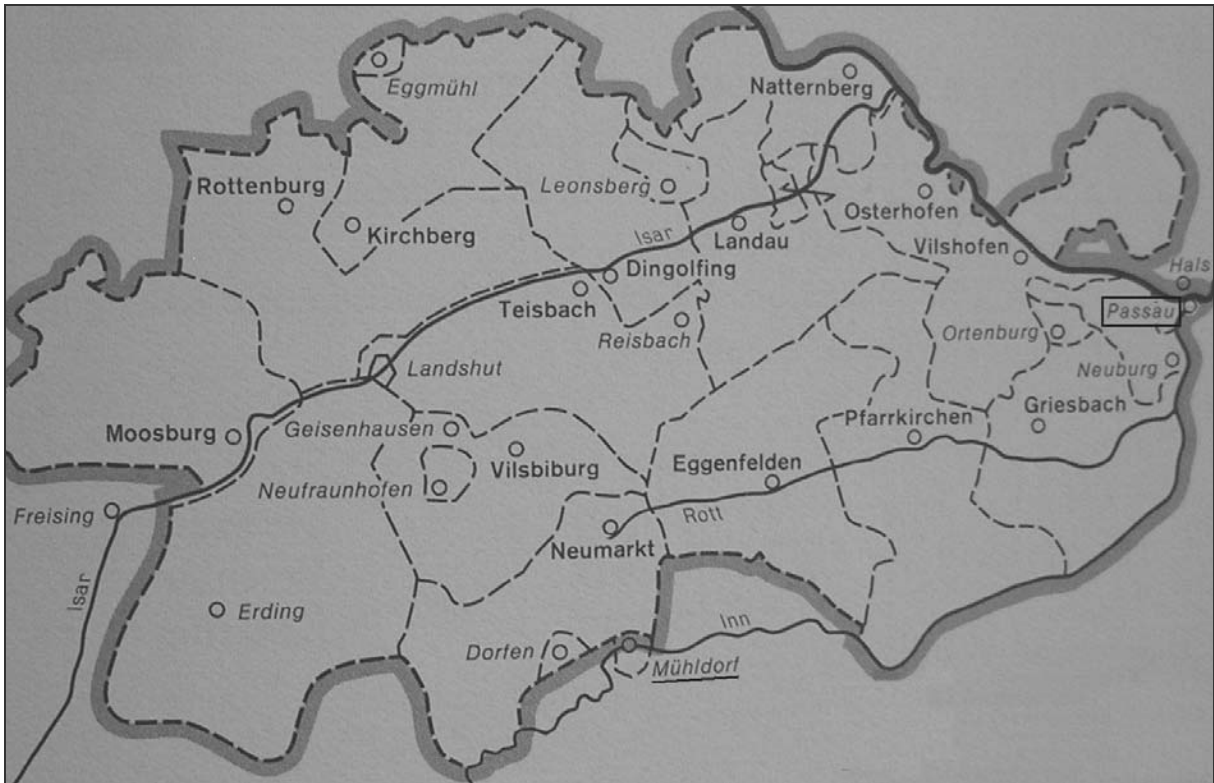 Natternberg
Eggmühl
Rottenburg
Leonsberg
Kirchberg
Isar
Landau
Osterhofen
Vilshofen
Hals
Dingolfing
Teisbach
Passau
Reisbach
Ortenburg
Neuburg
Landshut
Griesbach
Pfarrkirchen
Moosburg
Geisenhausen
Vilsbiburg
Eggenfelden
Neufraunhofen
Freising
Rott
Neumarkt
Isar
Erding
Inn
Dorfen
Mühldorf